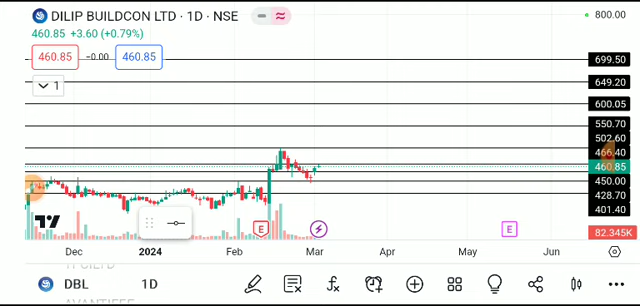 DILIP BUILDCON LTD · 1D · NSE
460.85 +3.60 (+0.79%)
460.85 −0.00 460.85
1
800.00
699.50
649.20
600.05
550.70
502.60
466.40
460.85
450.00
428.70
401.40
82.345K
E
E
Dec 2024 Feb Mar Apr May Jun
DBL 1D